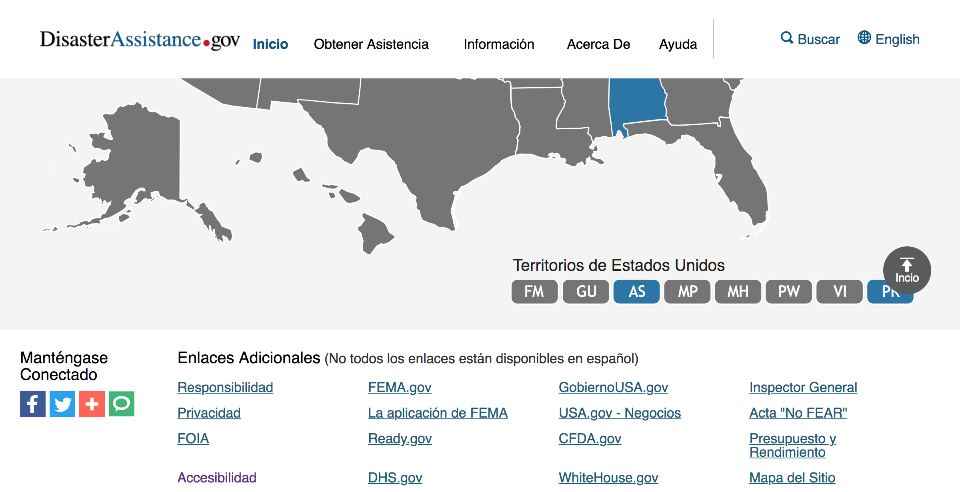 DisasterAssistance.gov Inicio Obtener Asistencia Información Acerca De Ayuda Buscar English
Territorios de Estados Unidos
FM GU AS MP MH PW VI PR
Incio
Manténgase
Conectado
Enlaces Adicionales (No todos los enlaces están disponibles en español)
Responsibilidad FEMA.gov GobiernoUSA.gov Inspector General
Privacidad La aplicación de FEMA USA.gov - Negocios Acta "No FEAR"
FOIA Ready.gov CFDA.gov Presupuesto y
Rendimiento
Accesibilidad DHS.gov WhiteHouse.gov Mapa del Sitio